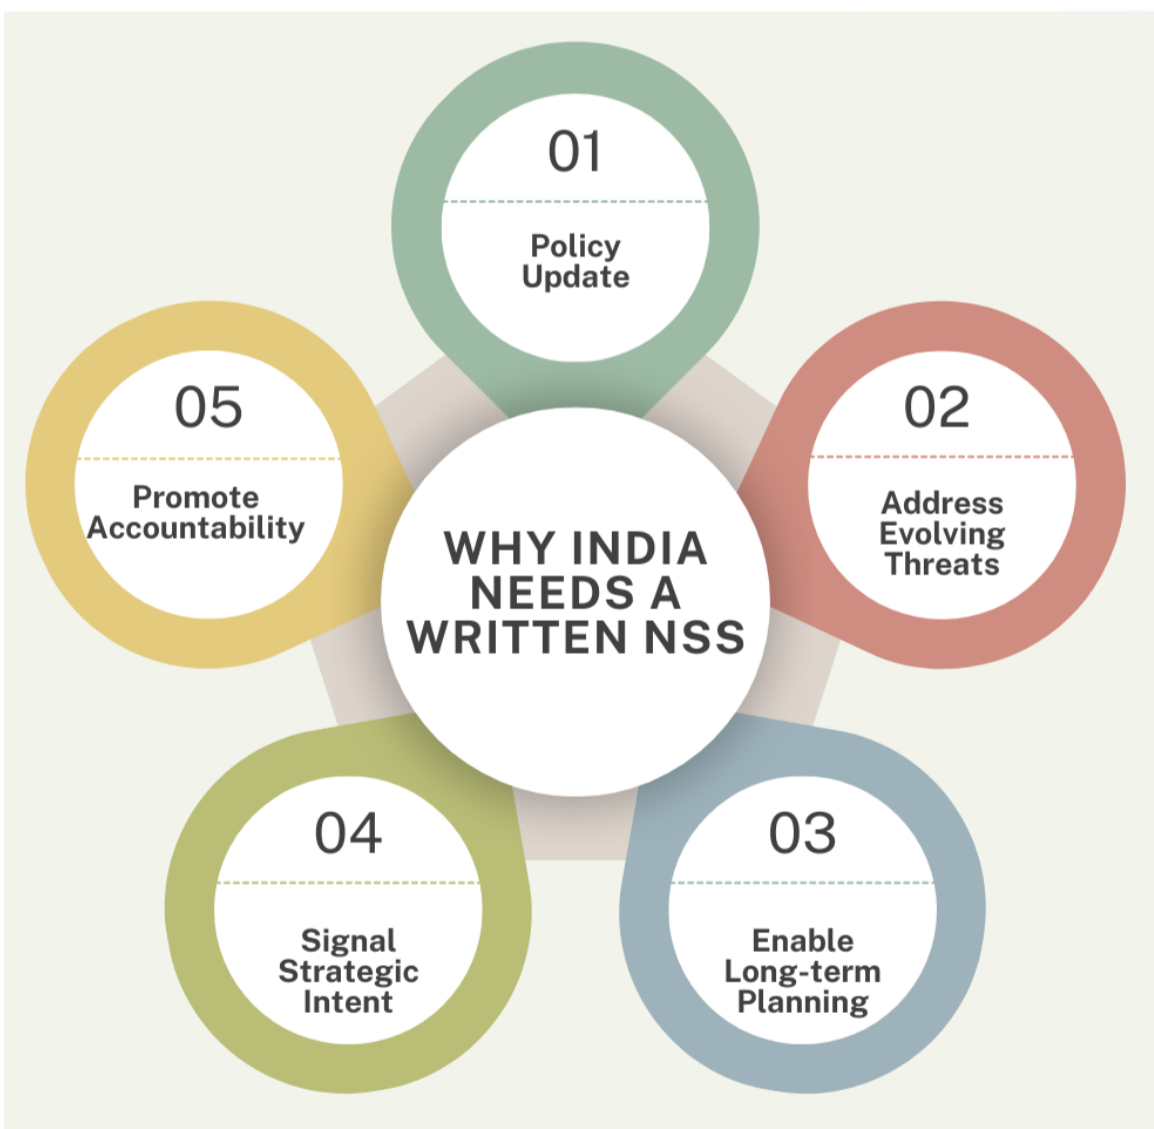 01
Policy
Update
02
Address
Evolving
Threats
03
Enable
Long-term
Planning
04
Signal
Strategic
Intent
05
Promote
Accountability
WHY INDIA
NEEDS A
WRITTEN NSS